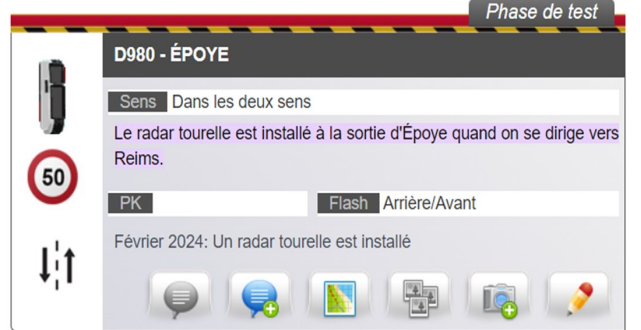 Phase de test
D980 - ÉPOYE
Sens Dans les deux sens
Le radar tourelle est installé à la sortie d'Époye quand on se dirige vers
Reims.
50
PK Flash Arrière/Avant
Février 2024: Un radar tourelle est installé